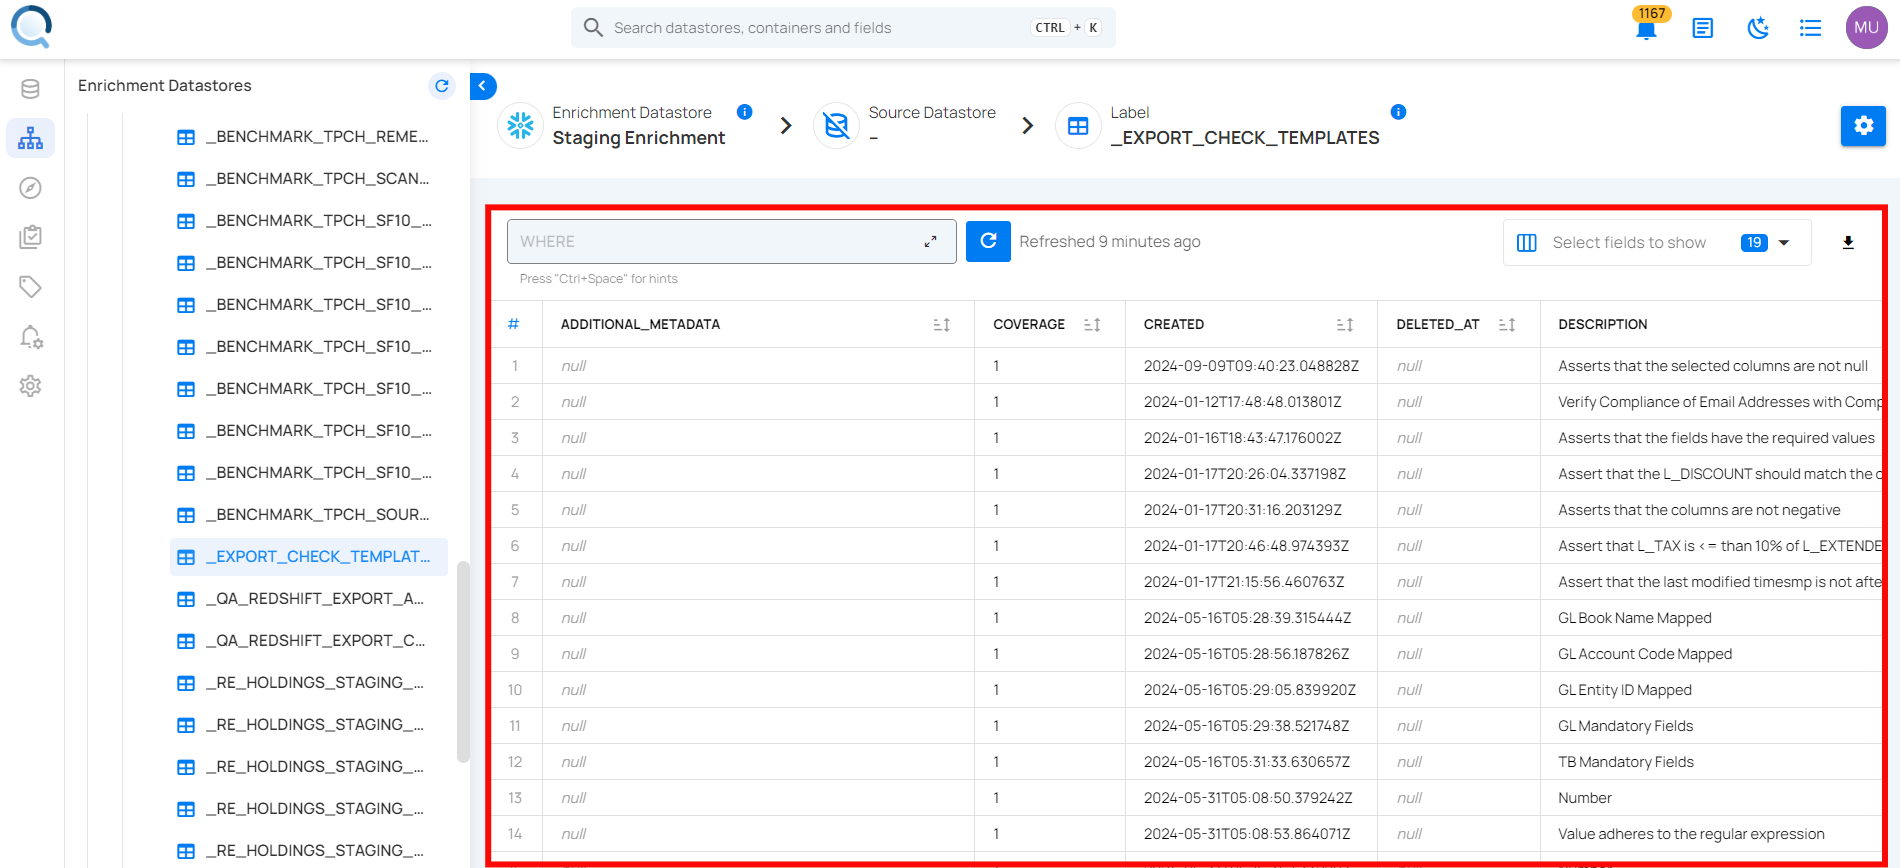 Search datastores, containers and fields
CTRL + K
1167
MU
Enrichment Datastores
_BENCHMARK_TPCH_REME...
_BENCHMARK_TPCH_SCAN...
_BENCHMARK_TPCH_SF10_...
_BENCHMARK_TPCH_SF10_...
_BENCHMARK_TPCH_SF10_...
_BENCHMARK_TPCH_SF10_...
_BENCHMARK_TPCH_SF10_...
_BENCHMARK_TPCH_SF10_...
_BENCHMARK_TPCH_SF10_...
_BENCHMARK_TPCH_SOUR...
_EXPORT_CHECK_TEMPLAT...
_QA_REDSHIFT_EXPORT_A...
_QA_REDSHIFT_EXPORT_C...
_RE_HOLDINGS_STAGING_...
_RE_HOLDINGS_STAGING_...
_RE_HOLDINGS_STAGING_...
_RE_HOLDINGS_STAGING_...
_RE_HOLDINGS_STAGING_...
Enrichment Datastore
Staging Enrichment
Source Datastore
–
Label
_EXPORT_CHECK_TEMPLATES
WHERE
Refreshed 9 minutes ago
Select fields to show 19
Press "Ctrl+Space" for hints
# ADDITIONAL_METADATA COVERAGE CREATED DELETED_AT DESCRIPTION
1 null 1 2024-09-09T09:40:23.048828Z null Asserts that the selected columns are not null
2 null 1 2024-01-12T17:48:48.013801Z null Verify Compliance of Email Addresses with Comp
3 null 1 2024-01-16T18:43:47.176002Z null Asserts that the fields have the required values
4 null 1 2024-01-17T20:26:04.337198Z null Assert that the L_DISCOUNT should match the c
5 null 1 2024-01-17T20:31:16.203129Z null Asserts that the columns are not negative
6 null 1 2024-01-17T20:46:48.974393Z null Assert that L_TAX is <= than 10% of L_EXTENDE
7 null 1 2024-01-17T21:15:56.460763Z null Assert that the last modified timesmp is not afte
8 null 1 2024-05-16T05:28:39.315444Z null GL Book Name Mapped
9 null 1 2024-05-16T05:28:56.187826Z null GL Account Code Mapped
10 null 1 2024-05-16T05:29:05.839920Z null GL Entity ID Mapped
11 null 1 2024-05-16T05:29:38.521748Z null GL Mandatory Fields
12 null 1 2024-05-16T05:31:33.630657Z null TB Mandatory Fields
13 null 1 2024-05-31T05:08:50.379242Z null Number
14 null 1 2024-05-31T05:08:53.864071Z null Value adheres to the regular expression